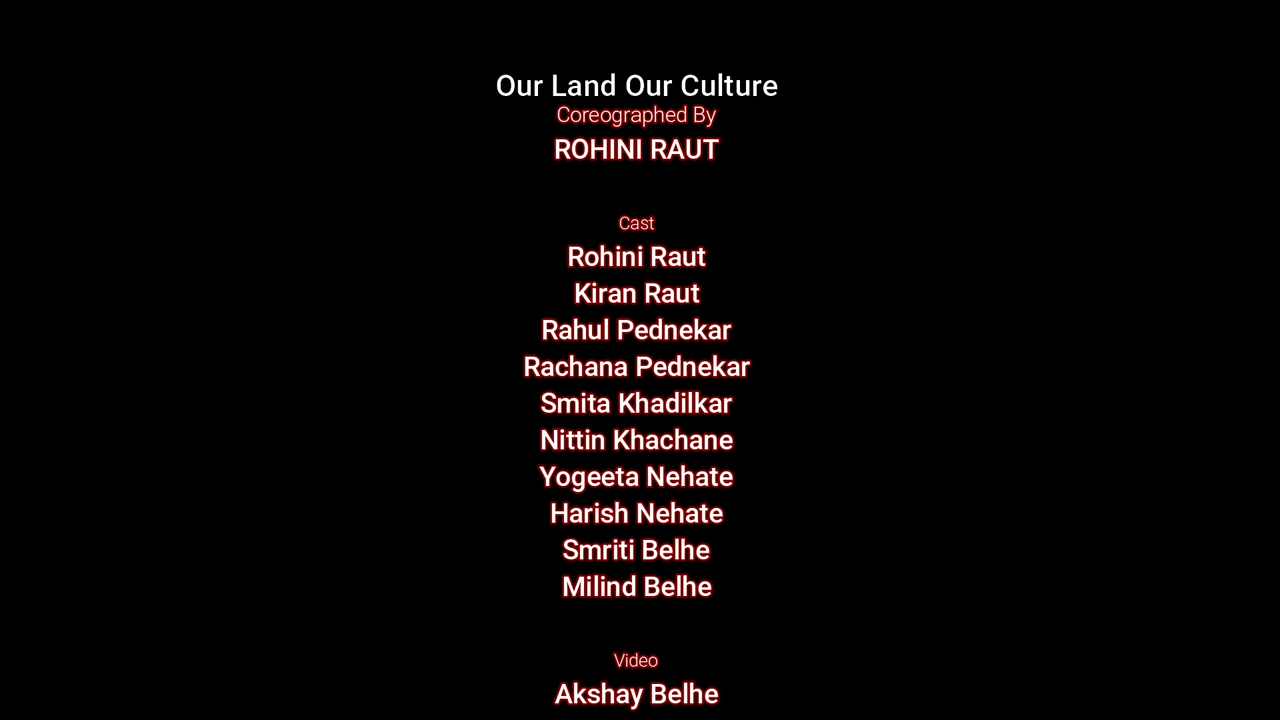 Our Land Our Culture
Coreographed By
ROHINI RAUT
Cast
Rohini Raut
Kiran Raut
Rahul Pednekar
Rachana Pednekar
Smita Khadilkar
Nittin Khachane
Yogeeta Nehate
Harish Nehate
Smriti Belhe
Milind Belhe
Video
Akshay Belhe